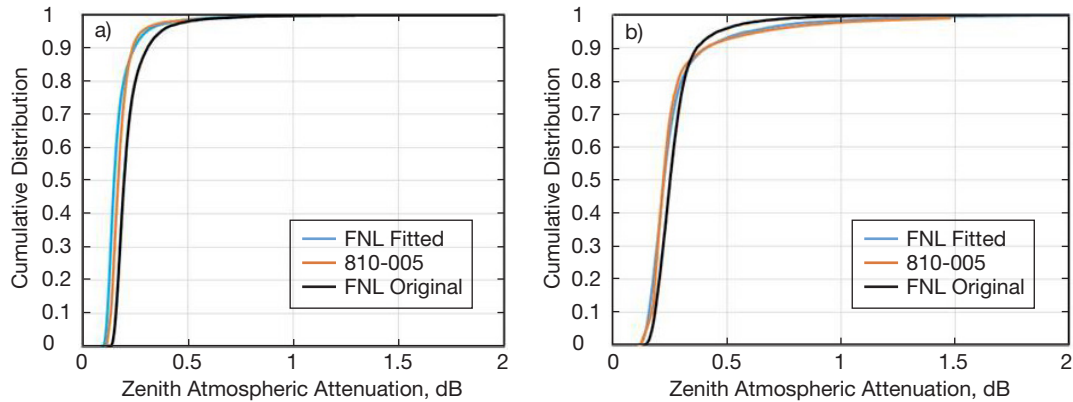 a)
Cumulative Distribution
1
0.9
0.8
0.7
0.6
0.5
0.4
0.3
0.2
0.1
0
0 0.5 1 1.5 2
Zenith Atmospheric Attenuation, dB
FNL Fitted
810-005
FNL Original
b)
Cumulative Distribution
1
0.9
0.8
0.7
0.6
0.5
0.4
0.3
0.2
0.1
0
0 0.5 1 1.5 2
Zenith Atmospheric Attenuation, dB
FNL Fitted
810-005
FNL Original